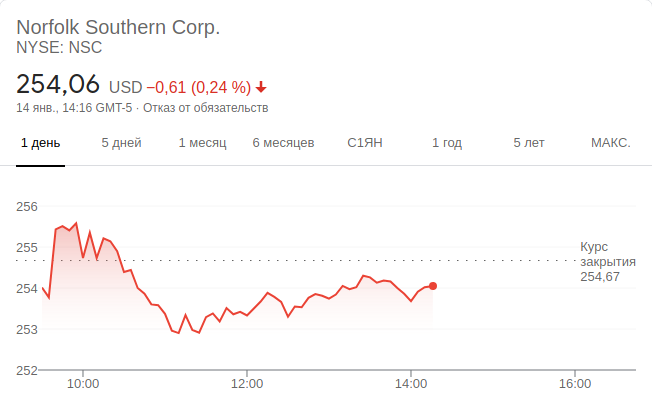 Norfolk Southern Corp.
NYSE: NSC
254,06 USD −0,61 (0,24 %)
14 янв., 14:16 GMT-5 · Отказ от обязательств
1 день 5 дней 1 месяц 6 месяцев С1ЯН 1 год 5 лет МАКС.
256
255
Курс
закрытия
254,67
254
253
252
10:00 12:00 14:00 16:00